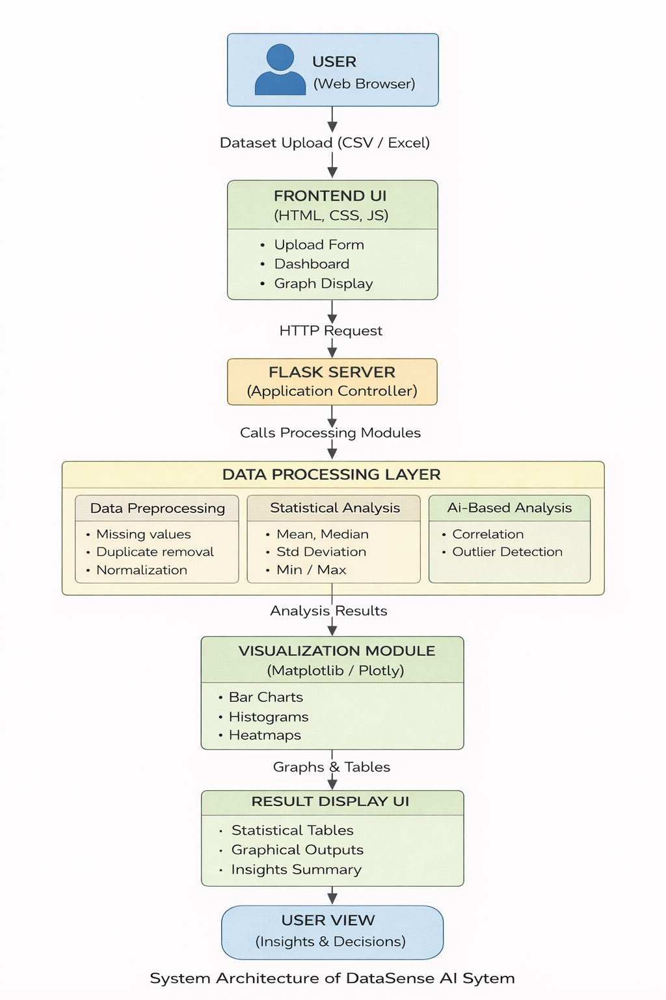 USER
(Web Browser)
Dataset Upload (CSV / Excel)
FRONTEND UI
(HTML, CSS, JS)
• Upload Form
• Dashboard
• Graph Display
HTTP Request
FLASK SERVER
(Application Controller)
Calls Processing Modules
DATA PROCESSING LAYER
Data Preprocessing
• Missing values
• Duplicate removal
• Normalization
Statistical Analysis
• Mean, Median
• Std Deviation
• Min / Max
Ai-Based Analysis
• Correlation
• Outlier Detection
Analysis Results
VISUALIZATION MODULE
(Matplotlib / Plotly)
• Bar Charts
• Histograms
• Heatmaps
Graphs & Tables
RESULT DISPLAY UI
• Statistical Tables
• Graphical Outputs
• Insights Summary
USER VIEW
(Insights & Decisions)
System Architecture of DataSense AI Sytem